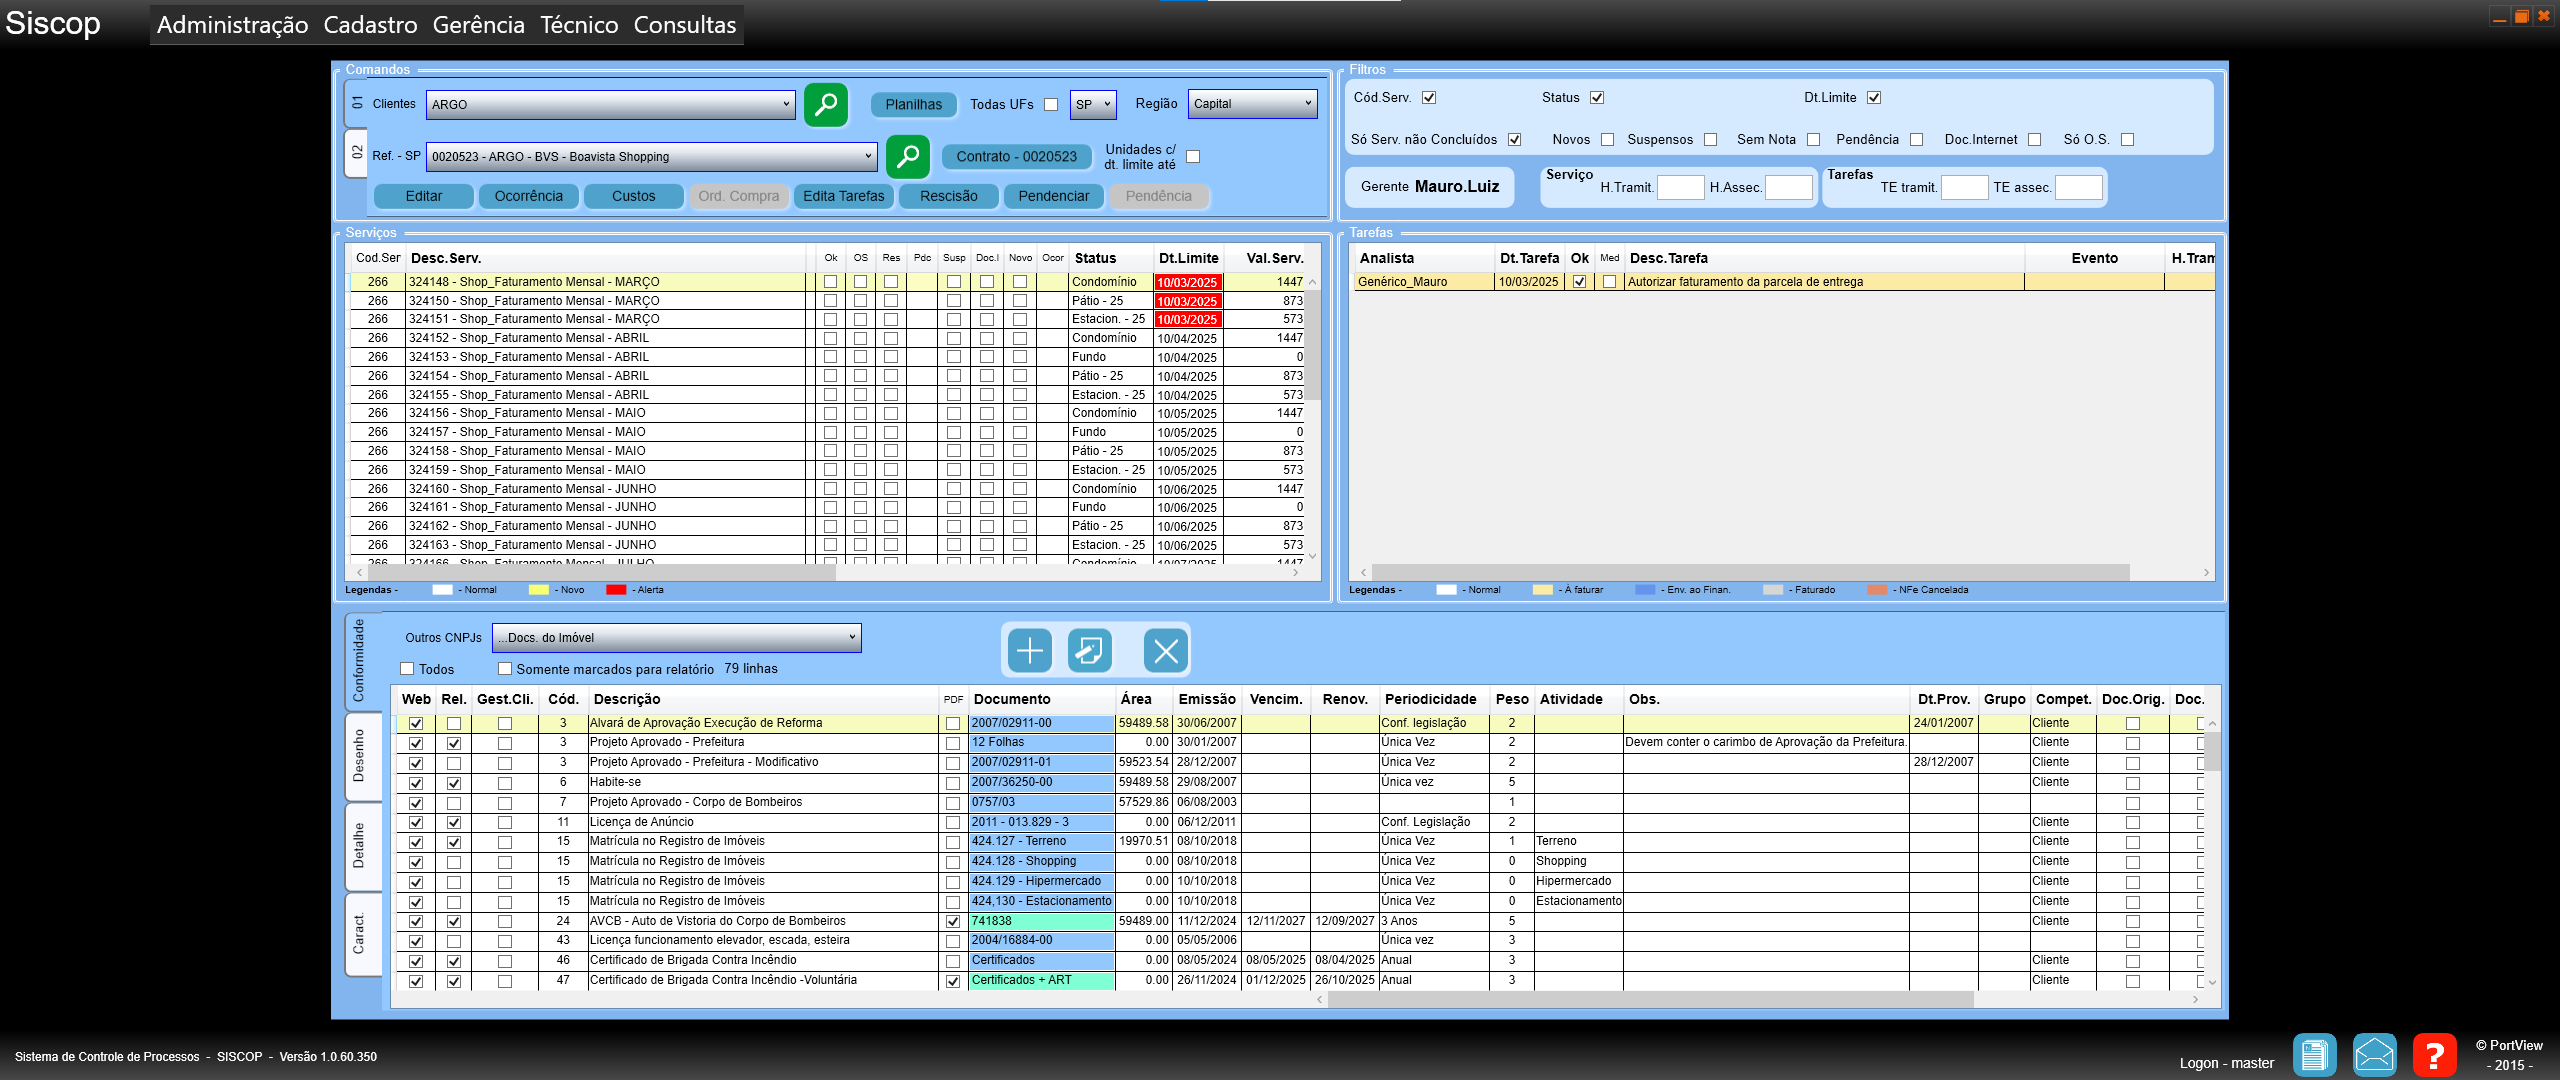 Siscop
Administração Cadastro Gerência Técnico Consultas
Comandos
01
02
Clientes ARGO Planilhas Todas UFs SP Região Capital
Ref. - SP 0020523 - ARGO - BVS - Boavista Shopping Contrato - 0020523 Unidades c/ dt. limite até
Editar Ocorrência Custos Ord. Compra Edita Tarefas Rescisão Pendenciar Pendência
Filtros
Cód.Serv. Status Dt.Limite
Só Serv. não Concluídos Novos Suspensos Sem Nota Pendência Doc.Internet Só O.S.
Gerente Mauro.Luiz Serviço H.Tramit. H.Assec. Tarefas TE tramit. TE assec.
Serviços
Cod.Ser Desc.Serv. Ok OS Res Pdc Susp Doc.I Novo Ocor Status Dt.Limite Val.Serv.
266 324148 - Shop_Faturamento Mensal - MARÇO Condomínio 10/03/2025 1447
266 324150 - Shop_Faturamento Mensal - MARÇO Pátio - 25 10/03/2025 873
266 324151 - Shop_Faturamento Mensal - MARÇO Estacion. - 25 10/03/2025 573
266 324152 - Shop_Faturamento Mensal - ABRIL Condomínio 10/04/2025 1447
266 324153 - Shop_Faturamento Mensal - ABRIL Fundo 10/04/2025 0
266 324154 - Shop_Faturamento Mensal - ABRIL Pátio - 25 10/04/2025 873
266 324155 - Shop_Faturamento Mensal - ABRIL Estacion. - 25 10/04/2025 573
266 324156 - Shop_Faturamento Mensal - MAIO Condomínio 10/05/2025 1447
266 324157 - Shop_Faturamento Mensal - MAIO Fundo 10/05/2025 0
266 324158 - Shop_Faturamento Mensal - MAIO Pátio - 25 10/05/2025 873
266 324159 - Shop_Faturamento Mensal - MAIO Estacion. - 25 10/05/2025 573
266 324160 - Shop_Faturamento Mensal - JUNHO Condomínio 10/06/2025 1447
266 324161 - Shop_Faturamento Mensal - JUNHO Fundo 10/06/2025 0
266 324162 - Shop_Faturamento Mensal - JUNHO Pátio - 25 10/06/2025 873
266 324163 - Shop_Faturamento Mensal - JUNHO Estacion. - 25 10/06/2025 573
266 324166 - Shop_Faturamento Mensal - JULHO Condomínio 10/07/2025 1447
Legendas - - Normal - Novo - Alerta
Tarefas
Analista Dt.Tarefa Ok Med Desc.Tarefa Evento H.Tram
Genérico_Mauro 10/03/2025 Autorizar faturamento da parcela de entrega
Legendas - - Normal - À faturar - Env. ao Finan. - Faturado - NFe Cancelada
Conformidade
Desenho
Detalhe
Caract.
Outros CNPJs ...Docs. do Imóvel
Todos Somente marcados para relatório 79 linhas
Web Rel. Gest.Cli. Cód. Descrição PDF Documento Área Emissão Vencim. Renov. Periodicidade Peso Atividade Obs. Dt.Prov. Grupo Compet. Doc.Orig. Doc.
3 Alvará de Aprovação Execução de Reforma 2007/02911-00 59489.58 30/06/2007 Conf. legislação 2 24/01/2007 Cliente
3 Projeto Aprovado - Prefeitura 12 Folhas 0.00 30/01/2007 Única Vez 2 Devem conter o carimbo de Aprovação da Prefeitura. Cliente
3 Projeto Aprovado - Prefeitura - Modificativo 2007/02911-01 59523.54 28/12/2007 Única Vez 2 28/12/2007 Cliente
6 Habite-se 2007/36250-00 59489.58 29/08/2007 Única vez 5 Cliente
7 Projeto Aprovado - Corpo de Bombeiros 0757/03 57529.86 06/08/2003 1
11 Licença de Anúncio 2011 - 013.829 - 3 0.00 06/12/2011 Conf. Legislação 2 Cliente
15 Matrícula no Registro de Imóveis 424.127 - Terreno 19970.51 08/10/2018 Única Vez 1 Terreno Cliente
15 Matrícula no Registro de Imóveis 424.128 - Shopping 0.00 08/10/2018 Única Vez 0 Shopping Cliente
15 Matrícula no Registro de Imóveis 424.129 - Hipermercado 0.00 10/10/2018 Única Vez 0 Hipermercado Cliente
15 Matrícula no Registro de Imóveis 424,130 - Estacionamento 0.00 10/10/2018 Única Vez 0 Estacionamento Cliente
24 AVCB - Auto de Vistoria do Corpo de Bombeiros 741838 59489.00 11/12/2024 12/11/2027 12/09/2027 3 Anos 5 Cliente
43 Licença funcionamento elevador, escada, esteira 2004/16884-00 0.00 05/05/2006 Única vez 3
46 Certificado de Brigada Contra Incêndio Certificados 0.00 08/05/2024 08/05/2025 08/04/2025 Anual 3 Cliente
47 Certificado de Brigada Contra Incêndio -Voluntária Certificados + ART 0.00 26/11/2024 01/12/2025 26/10/2025 Anual 3 Cliente
Sistema de Controle de Processos - SISCOP - Versão 1.0.60.350
Logon - master
?
© PortView
- 2015 -